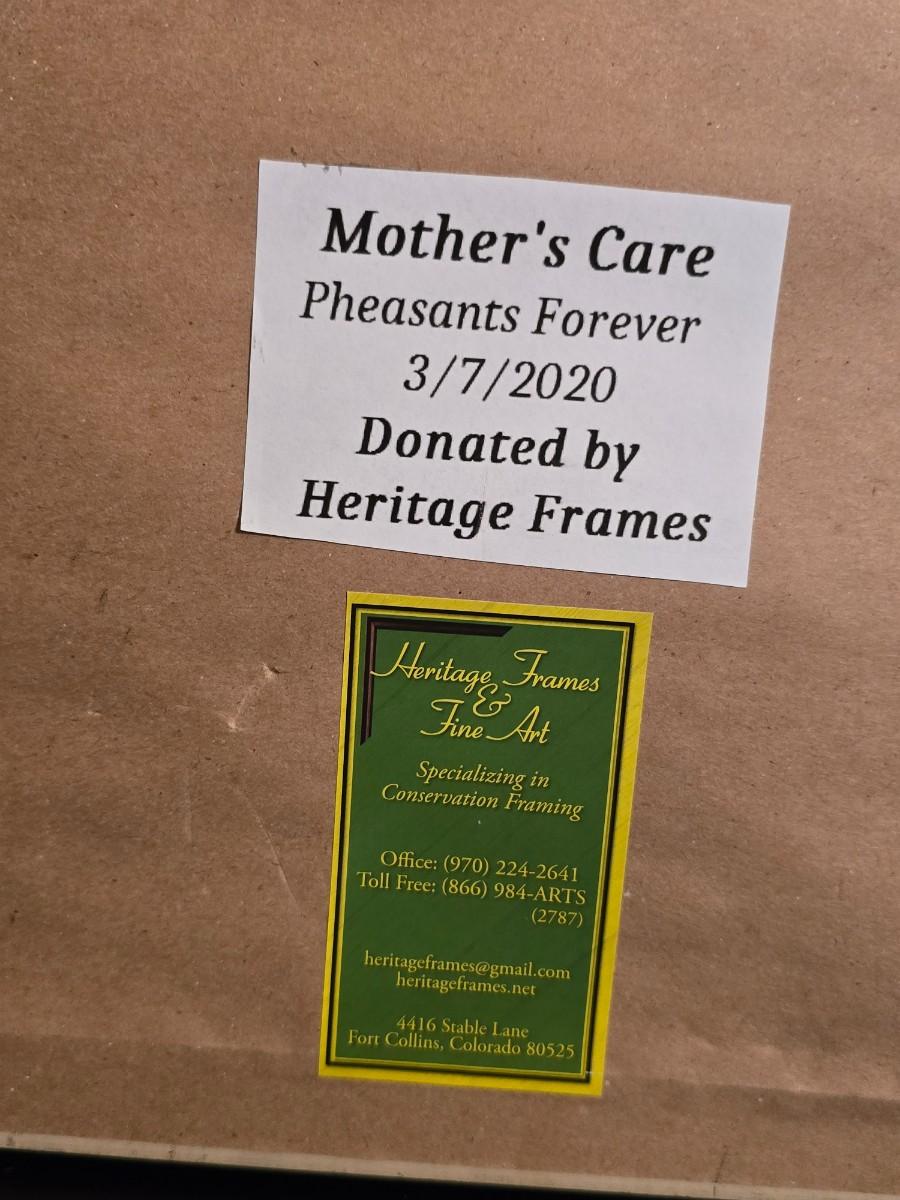 Mother's Care
Pheasants Forever
3/7/2020
Donated by
Heritage Frames
Heritage Frames
&
Fine Art
Specializing in
Conservation Framing
Office: (970) 224-2641
Toll Free: (866) 984-ARTS
(2787)
heritageframes@gmail.com
heritageframes.net
4416 Stable Lane
Fort Collins, Colorado 80525